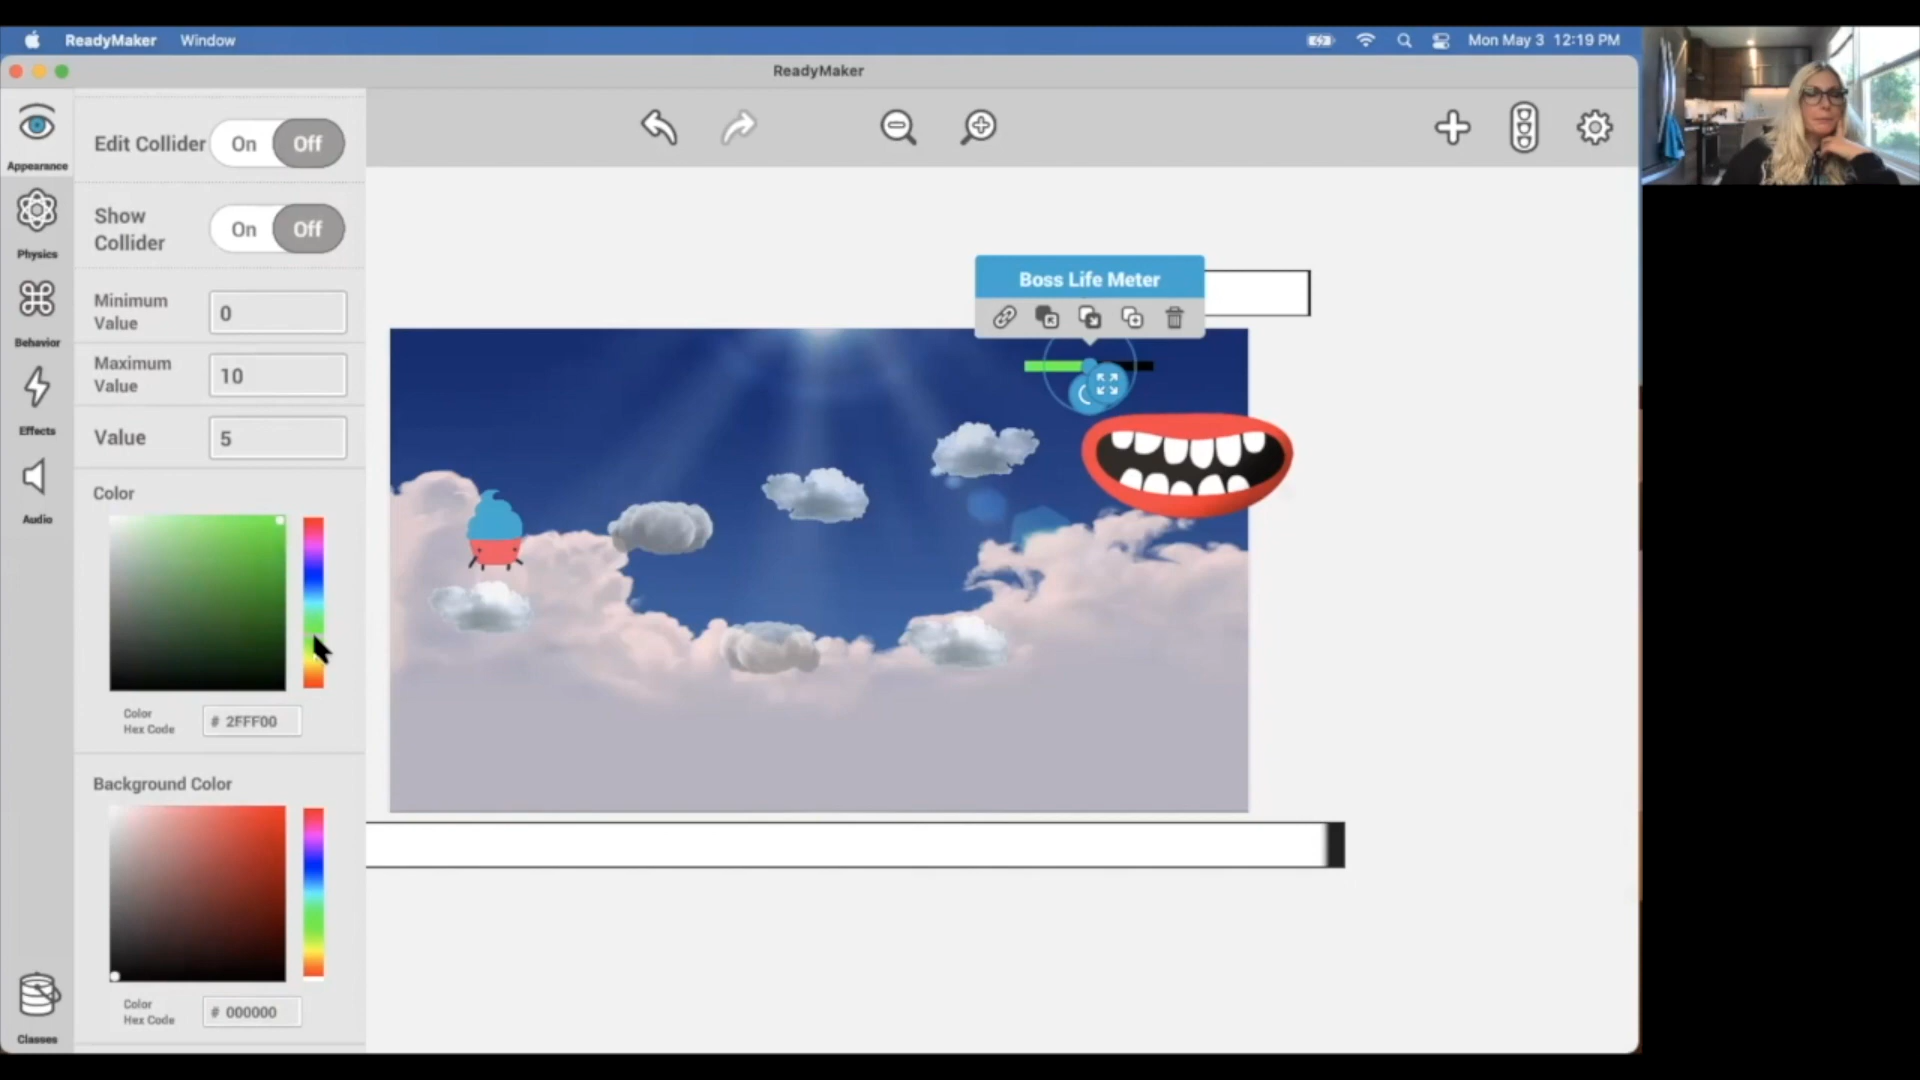 ReadyMaker Window
Mon May 3 12:19 PM
ReadyMaker
Appearance
Physics
Behavior
Effects
Audio
Classes
Edit Collider On Off
Show
Collider
On Off
Minimum
Value
0
Maximum
Value
10
Value 5
Color
Color
Hex Code
# 2FFF00
Background Color
Color
Hex Code
# 000000
Boss Life Meter